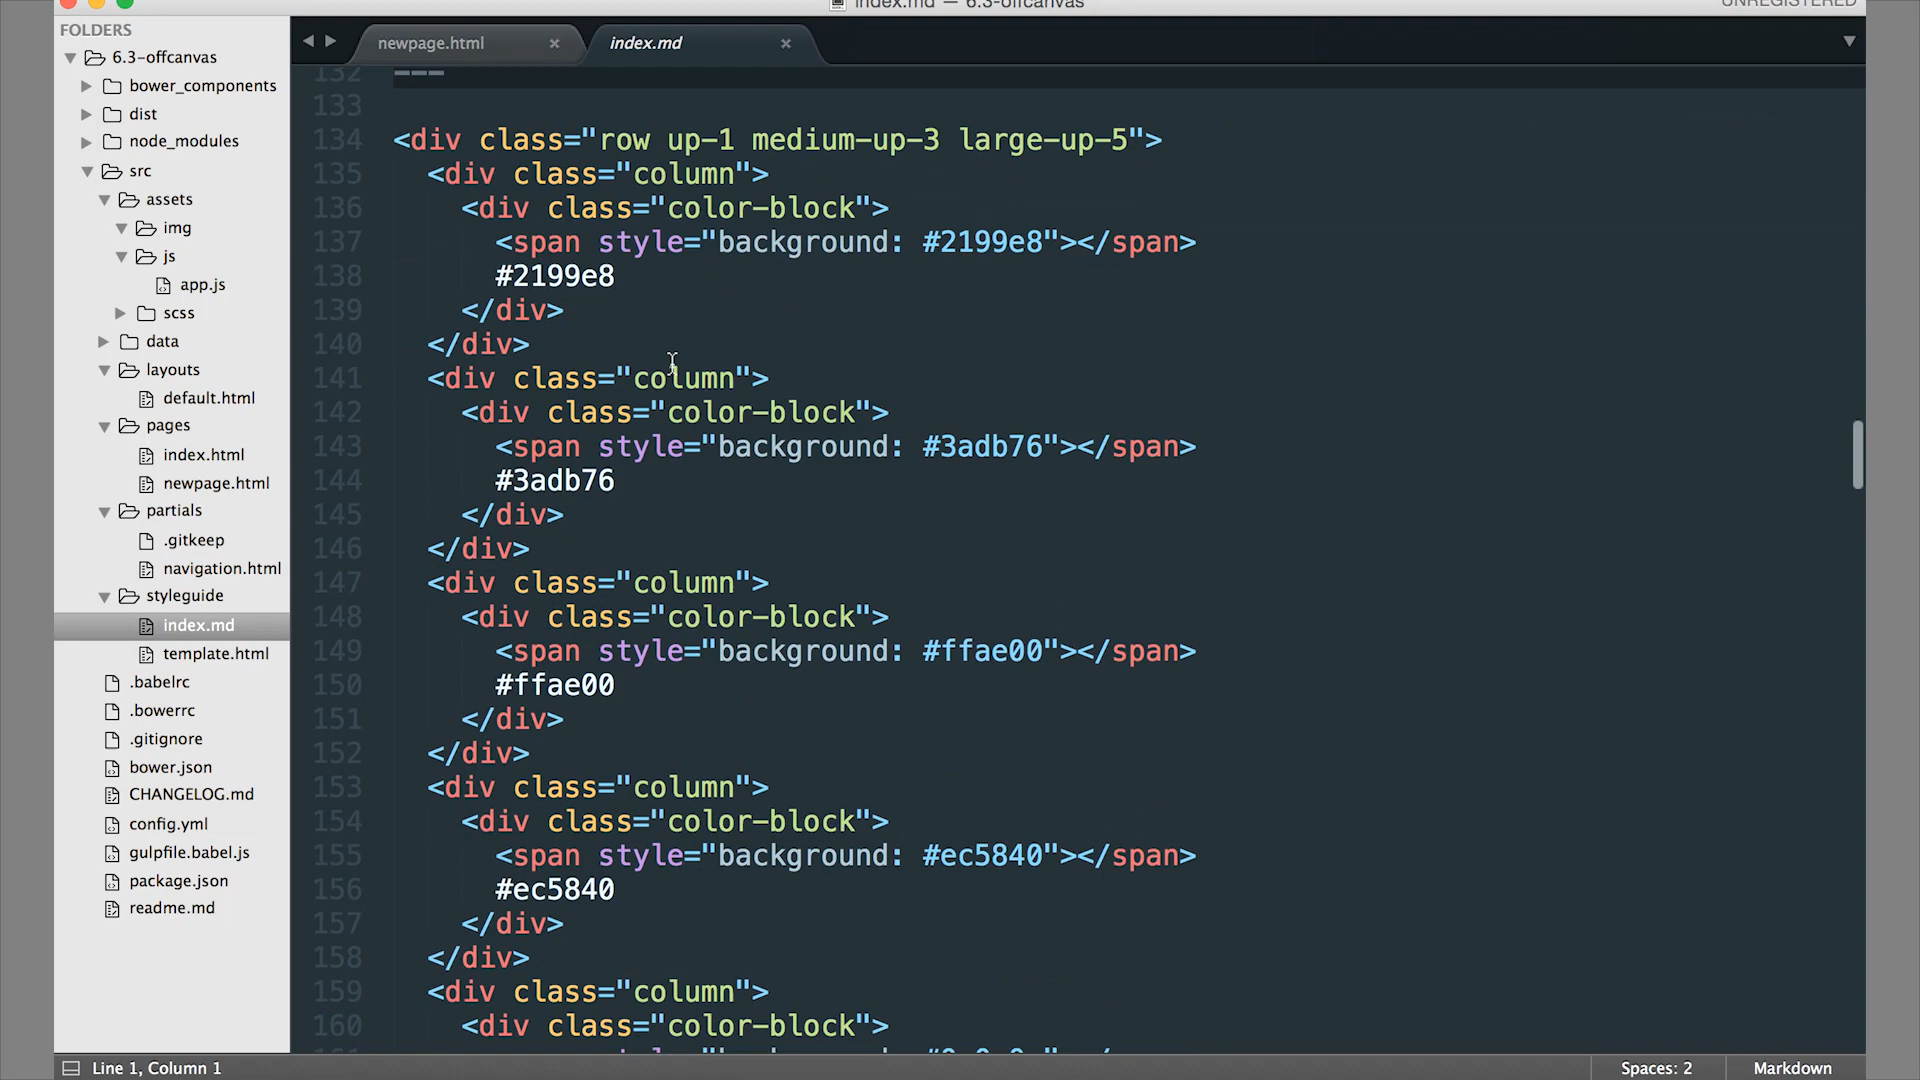 index.md — 6.3-offcanvas
UNREGISTERED
FOLDERS
6.3-offcanvas
bower_components
dist
node_modules
src
assets
img
js
app.js
scss
data
layouts
default.html
pages
index.html
newpage.html
partials
.gitkeep
navigation.html
styleguide
index.md
template.html
.babelrc
.bowerrc
.gitignore
bower.json
CHANGELOG.md
config.yml
gulpfile.babel.js
package.json
readme.md
newpage.html
index.md
132 ---
133
134 <div class="row up-1 medium-up-3 large-up-5">
135 <div class="column">
136 <div class="color-block">
137 <span style="background: #2199e8"></span>
138 #2199e8
139 </div>
140 </div>
141 <div class="column">
142 <div class="color-block">
143 <span style="background: #3adb76"></span>
144 #3adb76
145 </div>
146 </div>
147 <div class="column">
148 <div class="color-block">
149 <span style="background: #ffae00"></span>
150 #ffae00
151 </div>
152 </div>
153 <div class="column">
154 <div class="color-block">
155 <span style="background: #ec5840"></span>
156 #ec5840
157 </div>
158 </div>
159 <div class="column">
160 <div class="color-block">
Line 1, Column 1
Spaces: 2
Markdown